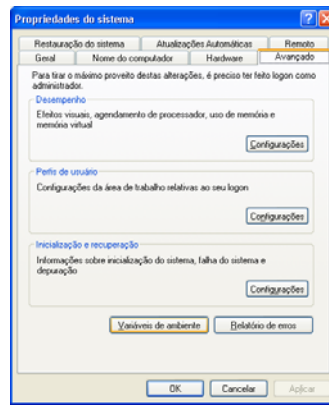 Propriedades do sistema
Restauração do sistema
Atualizações Automáticas
Remoto
Geral
Nome do computador
Hardware
Avançado
Para tirar o máximo proveito destas alterações, é preciso ter feito logon como
administrador.
Desempenho
Efeitos visuais, agendamento de processador, uso de memória e
memória virtual
Configurações
Perfis de usuário
Configurações da área de trabalho relativas ao seu logon
Configurações
Inicialização e recuperação
Informações sobre inicialização do sistema, falha do sistema e
depuração
Configurações
Variáveis de ambiente
Relatório de erros
OK
Cancelar
Aplicar